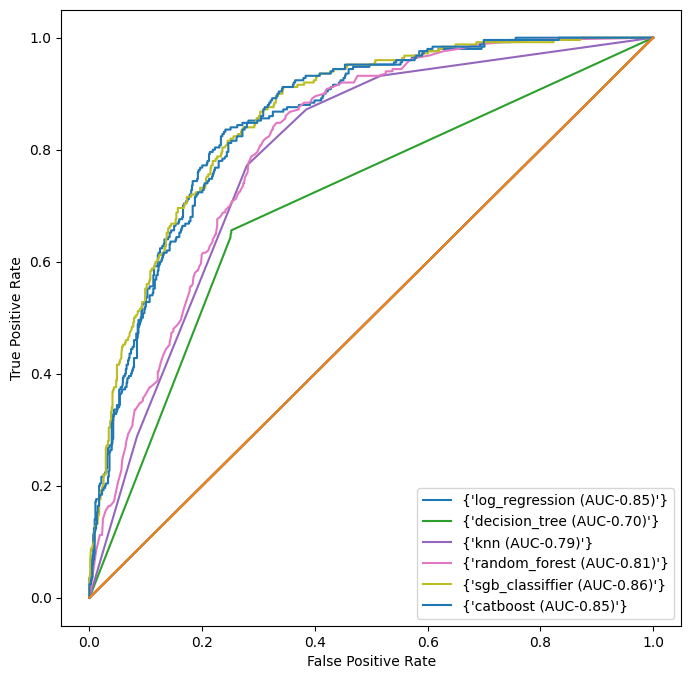 1.0
0.8
0.6
0.4
0.2
0.0
True Positive Rate
{'log_regression (AUC-0.85)'}
{'decision_tree (AUC-0.70)'}
{'knn (AUC-0.79)'}
{'random_forest (AUC-0.81)'}
{'sgb_classiffier (AUC-0.86)'}
{'catboost (AUC-0.85)'}
0.0 0.2 0.4 0.6 0.8 1.0
False Positive Rate